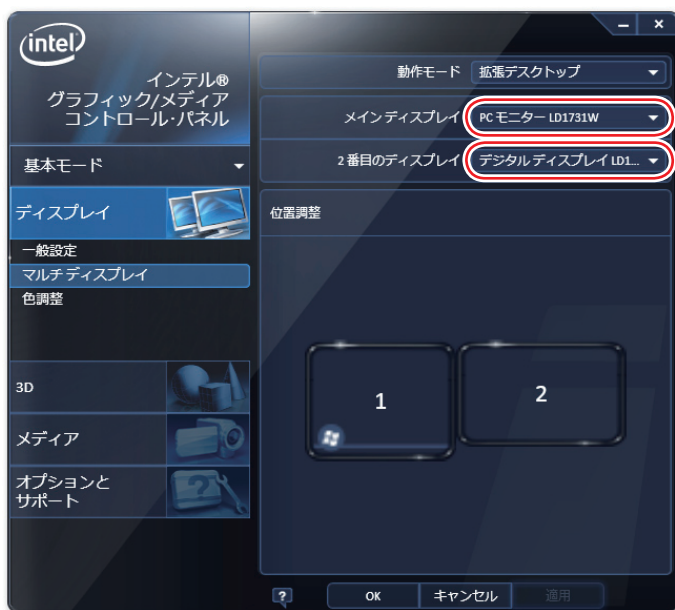 intel
インテル®
グラフィック/メディア
コントロール・パネル
基本モード
ディスプレイ
一般設定
マルチ ディスプレイ
色調整
3D
メディア
オプションと
サポート
動作モード 拡張デスクトップ
メイン ディスプレイ PC モニター LD1731W
2 番目のディスプレイ デジタル ディスプレイ LD1...
位置調整
1
2
?
OK キャンセル 適用